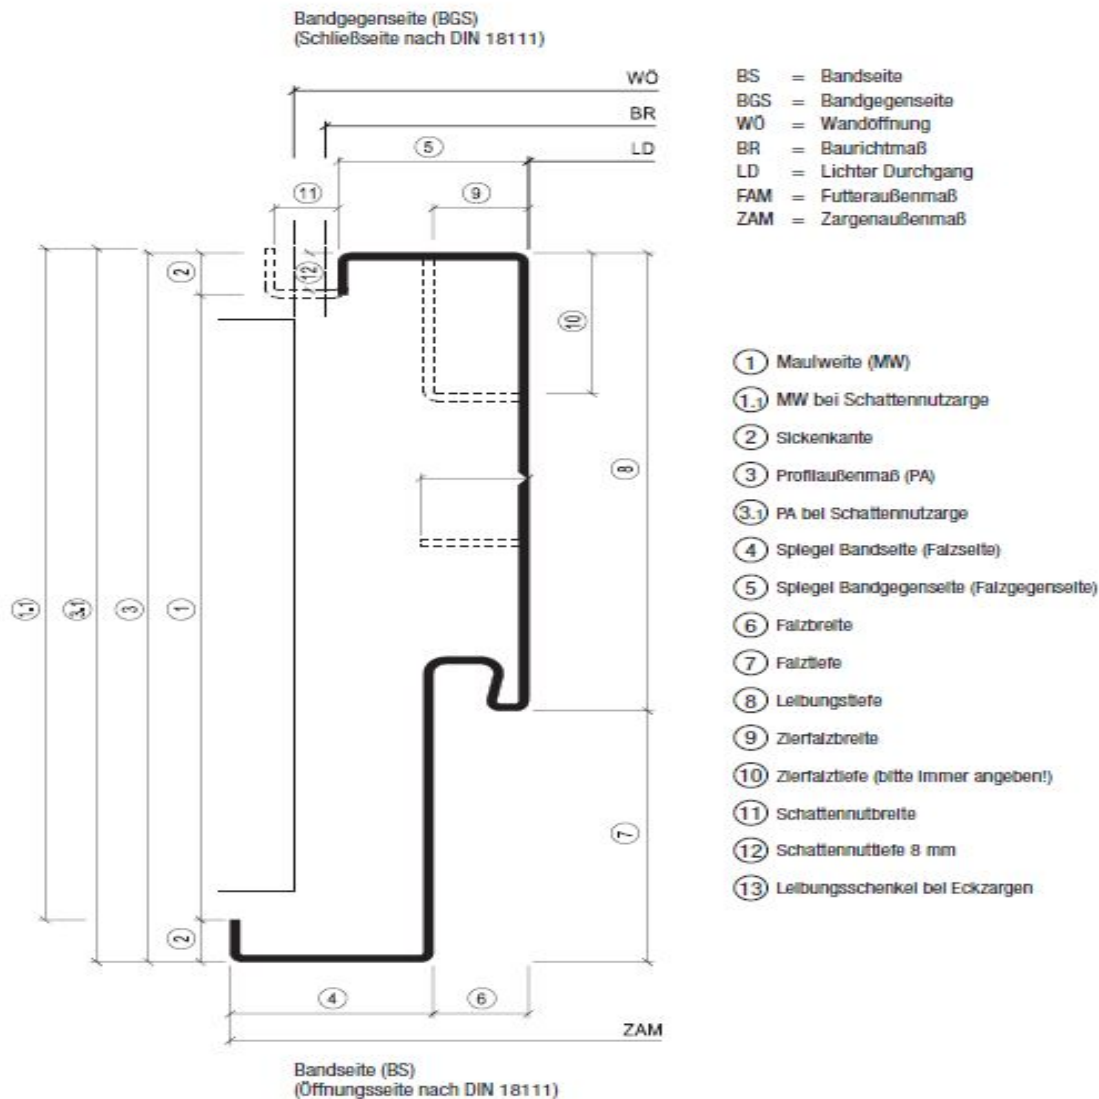 Bandgegenseite (BGS)
(Schließseite nach DIN 18111)
WÖ
BR
LD
5
11
9
2
12
10
8
1.1
3.1
3
1
7
2
4
6
ZAM
Bandseite (BS)
(Öffnungsseite nach DIN 18111)
BS = Bandseite
BGS = Bandgegenseite
WÖ = Wandöffnung
BR = Baurichtmaß
LD = Lichter Durchgang
FAM = Futteraußenmaß
ZAM = Zargenaußenmaß
1 Maulweite (MW)
1.1 MW bei Schattennutzarge
2 Sickenkante
3 Profilaußenmaß (PA)
3.1 PA bei Schattennutzarge
4 Spiegel Bandseite (Falzseite)
5 Spiegel Bandgegenseite (Falzgegenseite)
6 Falzbreite
7 Falztiefe
8 Leibungstiefe
9 Zierfalzbreite
10 Zierfalztiefe (bitte immer angeben!)
11 Schattennutbreite
12 Schattennuttiefe 8 mm
13 Leibungsschenkel bei Eckzargen